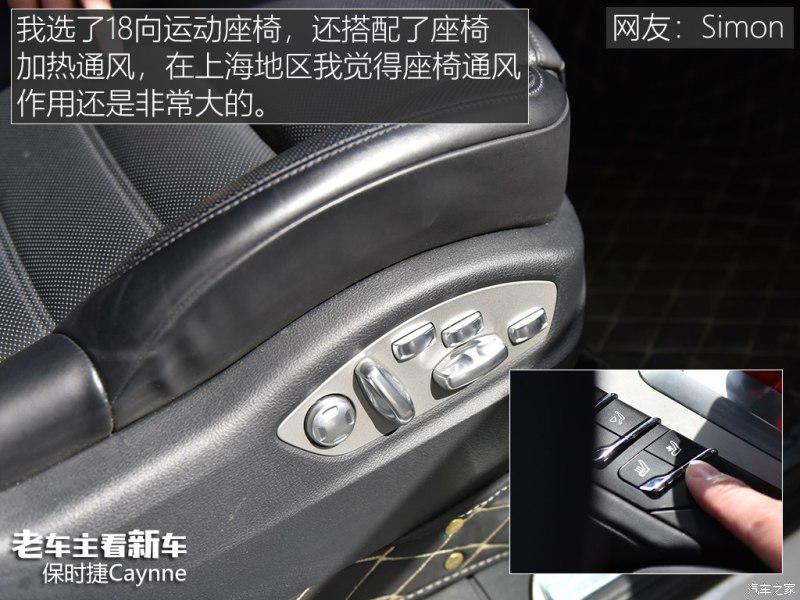 我选了18向运动座椅，还搭配了座椅
加热通风，在上海地区我觉得座椅通风
作用还是非常大的。
网友：Simon
老车主看新车
保时捷Caynne
汽车之家